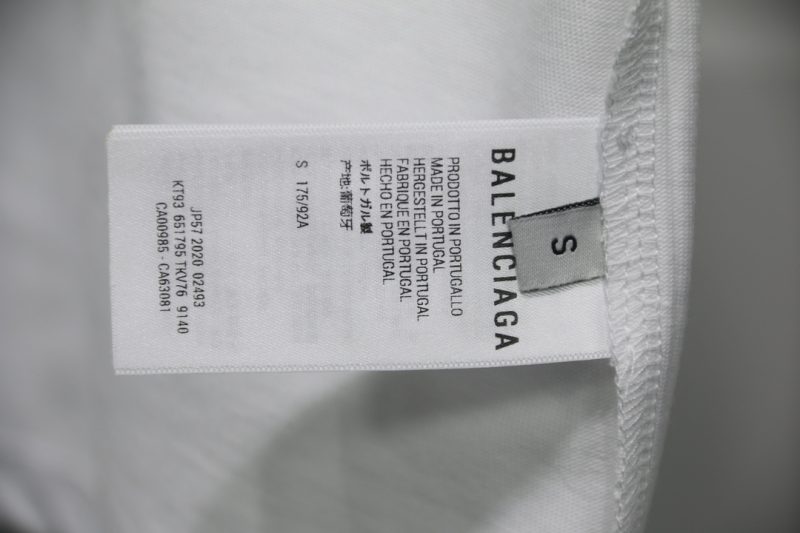 BALENCIAGA
S
PRODOTTO IN PORTUGALLO
MADE IN PORTUGAL
HERGESTELLT IN PORTUGAL
FABRIQUE EN PORTUGAL
HECHO EN PORTUGAL
ポルトガル製
产地:葡萄牙
S 175/92A
JP57 2020 02493
KT93 651795 TKV76 9140
CA00985 - CA63081